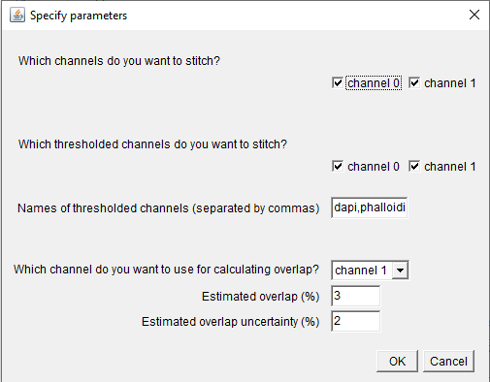 Specify parameters
Which channels do you want to stitch?
channel 0 channel 1
Which thresholded channels do you want to stitch?
channel 0 channel 1
Names of thresholded channels (separated by commas) dapi,phalloidi
Which channel do you want to use for calculating overlap? channel 1
Estimated overlap (%) 3
Estimated overlap uncertainty (%) 2
OK Cancel